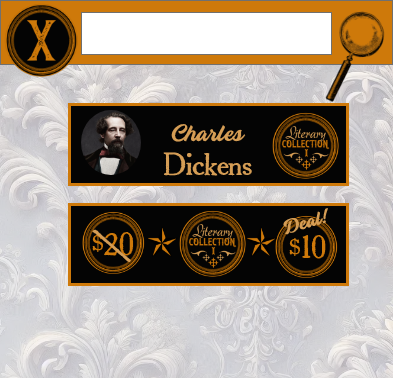 X
Charles
Dickens
Literary
COLLECTION
I
$20
Literary
COLLECTION
I
Deal!
$10